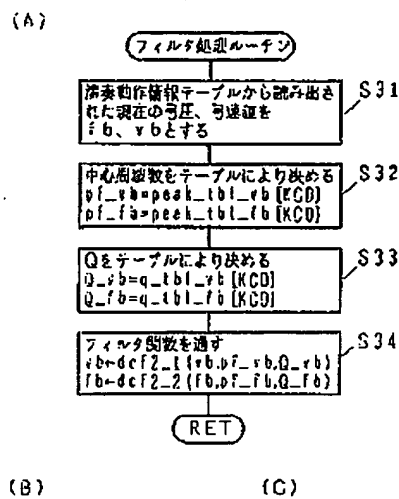 (A)
フィルタ処理ルーチン
演奏動作情報テーブルから読み出さ
れた現在の弓圧、弓速値を
fb、vbとする
S31
中心周波数をテーブルにより決める
pf_vb=peak_tbl_vb[KCD]
pf_fb=peak_tbl_fb[KCD]
S32
Qをテーブルにより決める
Q_vb=q_tbl_vb[KCD]
Q_fb=q_tbl_fb[KCD]
S33
フィルタ関数を通す
vb←dcf2_1(vb,pf_vb,Q_vb)
fb←dcf2_2(fb,pf_fb,Q_fb)
S34
RET
(B) (C)